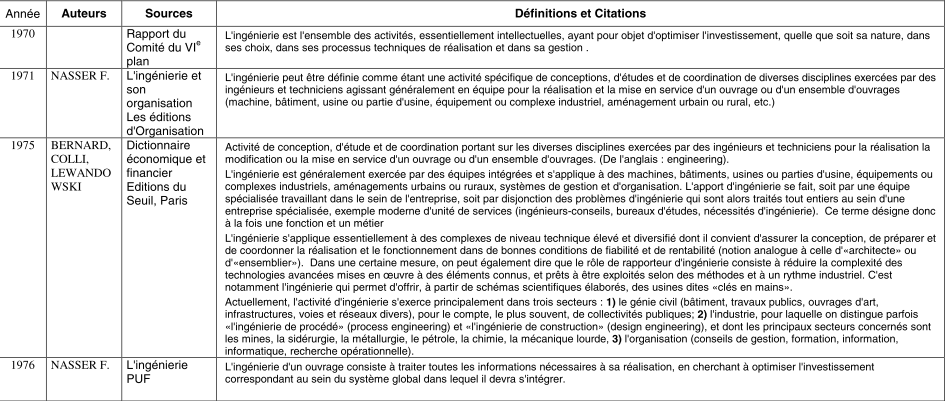 Année Auteurs Sources Définitions et Citations
1970
Rapport du
Comité du VIe
plan
L'ingénierie est l'ensemble des activités, essentiellement intellectuelles, ayant pour objet d'optimiser l'investissement, quelle que soit sa nature, dans
ses choix, dans ses processus techniques de réalisation et dans sa gestion .
1971
NASSER F.
L'ingénierie et
son
organisation
Les éditions
d'Organisation
L'ingénierie peut être définie comme étant une activité spécifique de conceptions, d'études et de coordination de diverses disciplines exercées par des
ingénieurs et techniciens agissant généralement en équipe pour la réalisation et la mise en service d'un ouvrage ou d'un ensemble d'ouvrages
(machine, bâtiment, usine ou partie d'usine, équipement ou complexe industriel, aménagement urbain ou rural, etc.)
1975
BERNARD,
COLLI,
LEWANDO
WSKI
Dictionnaire
économique et
financier
Editions du
Seuil, Paris
Activité de conception, d'étude et de coordination portant sur les diverses disciplines exercées par des ingénieurs et techniciens pour la réalisation la
modification ou la mise en service d'un ouvrage ou d'un ensemble d'ouvrages. (De l'anglais : engineering).
L'ingénierie est généralement exercée par des équipes intégrées et s'applique à des machines, bâtiments, usines ou parties d'usine, équipements ou
complexes industriels, aménagements urbains ou ruraux, systèmes de gestion et d'organisation. L'apport d'ingénierie se fait, soit par une équipe
spécialisée travaillant dans le sein de l'entreprise, soit par disjonction des problèmes d'ingénierie qui sont alors traités tout entiers au sein d'une
entreprise spécialisée, exemple moderne d'unité de services (ingénieurs-conseils, bureaux d'études, nécessités d'ingénierie). Ce terme désigne donc
à la fois une fonction et un métier
L'ingénierie s'applique essentiellement à des complexes de niveau technique élevé et diversifié dont il convient d'assurer la conception, de préparer et
de coordonner la réalisation et le fonctionnement dans de bonnes conditions de fiabilité et de rentabilité (notion analogue à celle d'«architecte» ou
d'«ensemblier»). Dans une certaine mesure, on peut également dire que le rôle de rapporteur d'ingénierie consiste à réduire la complexité des
technologies avancées mises en œuvre à des éléments connus, et prêts à être exploités selon des méthodes et à un rythme industriel. C'est
notamment l'ingénierie qui permet d'offrir, à partir de schémas scientifiques élaborés, des usines dites «clés en mains».
Actuellement, l'activité d'ingénierie s'exerce principalement dans trois secteurs : 1) le génie civil (bâtiment, travaux publics, ouvrages d'art,
infrastructures, voies et réseaux divers), pour le compte, le plus souvent, de collectivités publiques; 2) l'industrie, pour laquelle on distingue parfois
«l'ingénierie de procédé» (process engineering) et «l'ingénierie de construction» (design engineering), et dont les principaux secteurs concernés sont
les mines, la sidérurgie, la métallurgie, le pétrole, la chimie, la mécanique lourde, 3) l'organisation (conseils de gestion, formation, information,
informatique, recherche opérationnelle).
1976
NASSER F.
L'ingénierie
PUF
L'ingénierie d'un ouvrage consiste à traiter toutes les informations nécessaires à sa réalisation, en cherchant à optimiser l'investissement
correspondant au sein du système global dans lequel il devra s'intégrer.